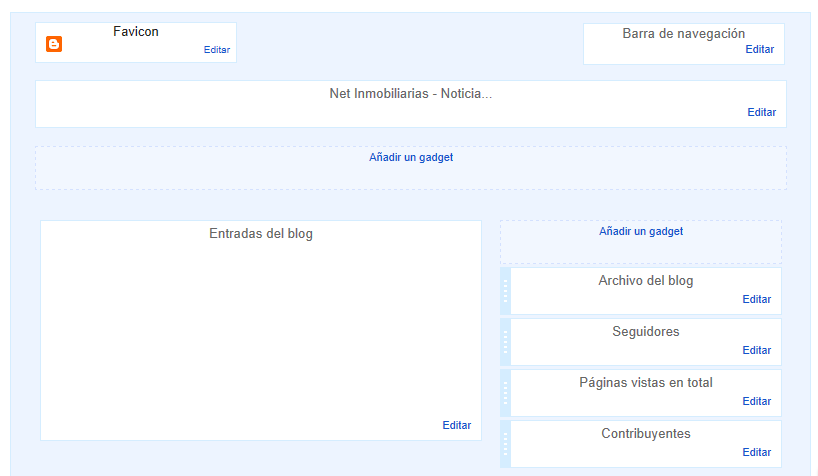 Favicon
Editar
Barra de navegación
Editar
Net Inmobiliarias - Noticia...
Editar
Añadir un gadget
Entradas del blog
Editar
Añadir un gadget
Archivo del blog
Editar
Seguidores
Editar
Páginas vistas en total
Editar
Contribuyentes
Editar